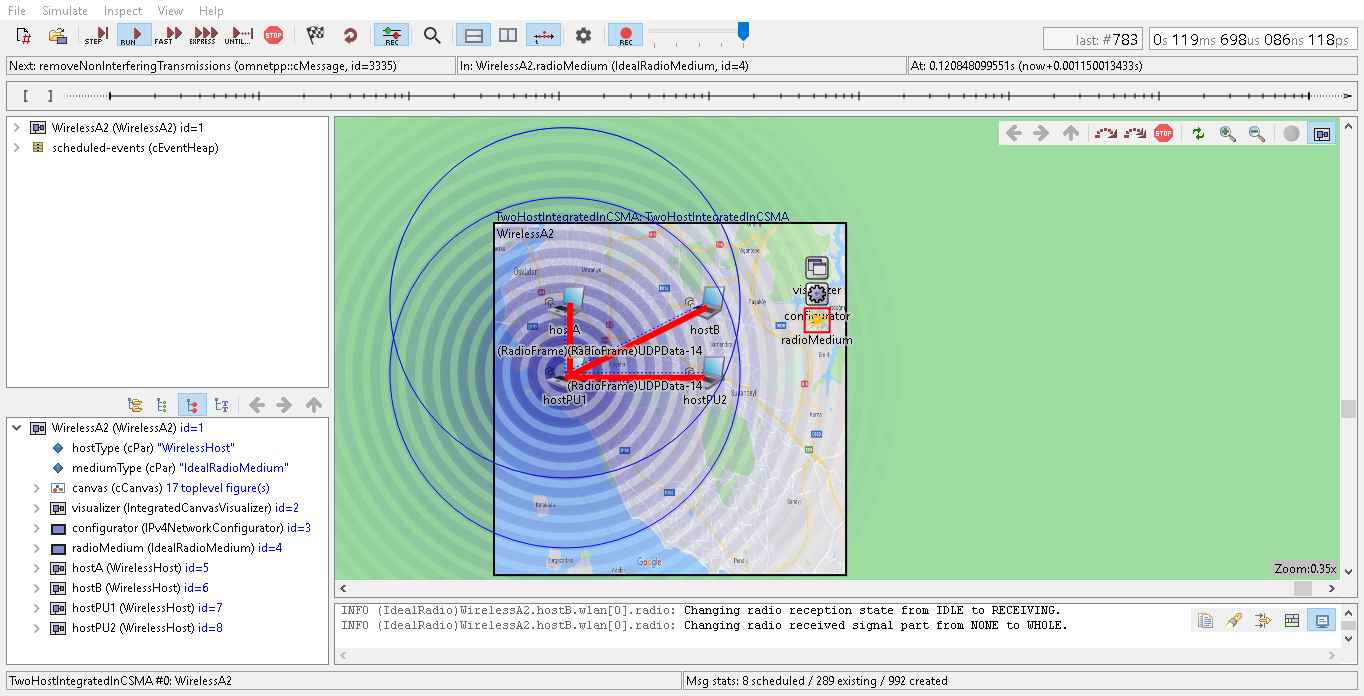 File Simulate Inspect View Help
STEP RUN FAST EXPRESS UNTIL... STOP REC REC
last: #783 0s 119ms 698us 086ns 118ps
Next: removeNonInterferingTransmissions (omnetpp::cMessage, id=3335) In: WirelessA2.radioMedium (IdealRadioMedium, id=4) At: 0.120848099551s (now+0.001150013433s)
[ ]
WirelessA2 (WirelessA2) id=1
scheduled-events (cEventHeap)
STOP
TwoHostIntegratedInCSMA: TwoHostIntegratedInCSMA
WirelessA2
Üsküdar
Ümraniye
visualizer
configurator
radioMedium
hostA
hostB
(RadioFrame)(RadioFrame)UDPData-14
(RadioFrame)UDPData-14
hostPU1
hostPU2
Google
Pendik
Zoom:0.35x
WirelessA2 (WirelessA2) id=1
hostType (cPar) "WirelessHost"
mediumType (cPar) "IdealRadioMedium"
canvas (cCanvas) 17 toplevel figure(s)
visualizer (IntegratedCanvasVisualizer) id=2
configurator (IPv4NetworkConfigurator) id=3
radioMedium (IdealRadioMedium) id=4
hostA (WirelessHost) id=5
hostB (WirelessHost) id=6
hostPU1 (WirelessHost) id=7
hostPU2 (WirelessHost) id=8
INFO (IdealRadio)WirelessA2.hostB.wlan[0].radio: Changing radio reception state from IDLE to RECEIVING.
INFO (IdealRadio)WirelessA2.hostB.wlan[0].radio: Changing radio received signal part from NONE to WHOLE.
TwoHostIntegratedInCSMA #0: WirelessA2
Msg stats: 8 scheduled / 289 existing / 992 created